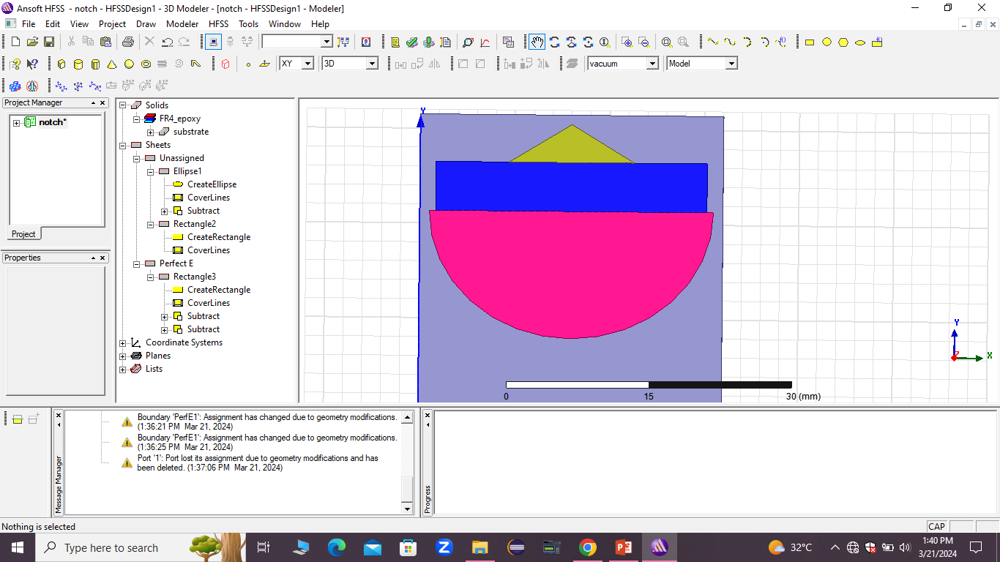 Ansoft HFSS - notch - HFSSDesign1 - 3D Modeler - [notch - HFSSDesign1 - Modeler]
File Edit View Project Draw Modeler HFSS Tools Window Help
XY 3D vacuum Model
Project Manager
notch*
Project
Properties
Solids
FR4_epoxy
substrate
Sheets
Unassigned
Ellipse1
CreateEllipse
CoverLines
Subtract
Rectangle2
CreateRectangle
CoverLines
Perfect E
Rectangle3
CreateRectangle
CoverLines
Subtract
Subtract
Coordinate Systems
Planes
Lists
Y
Y
X
Z
0 15 30 (mm)
Message Manager
Boundary 'PerfE1': Assignment has changed due to geometry modifications.
(1:36:21 PM Mar 21, 2024)
Boundary 'PerfE1': Assignment has changed due to geometry modifications.
(1:36:25 PM Mar 21, 2024)
Port '1': Port lost its assignment due to geometry modifications and has
been deleted. (1:37:06 PM Mar 21, 2024)
Progress
Nothing is selected
CAP
Type here to search
32°C
1:40 PM
3/21/2024